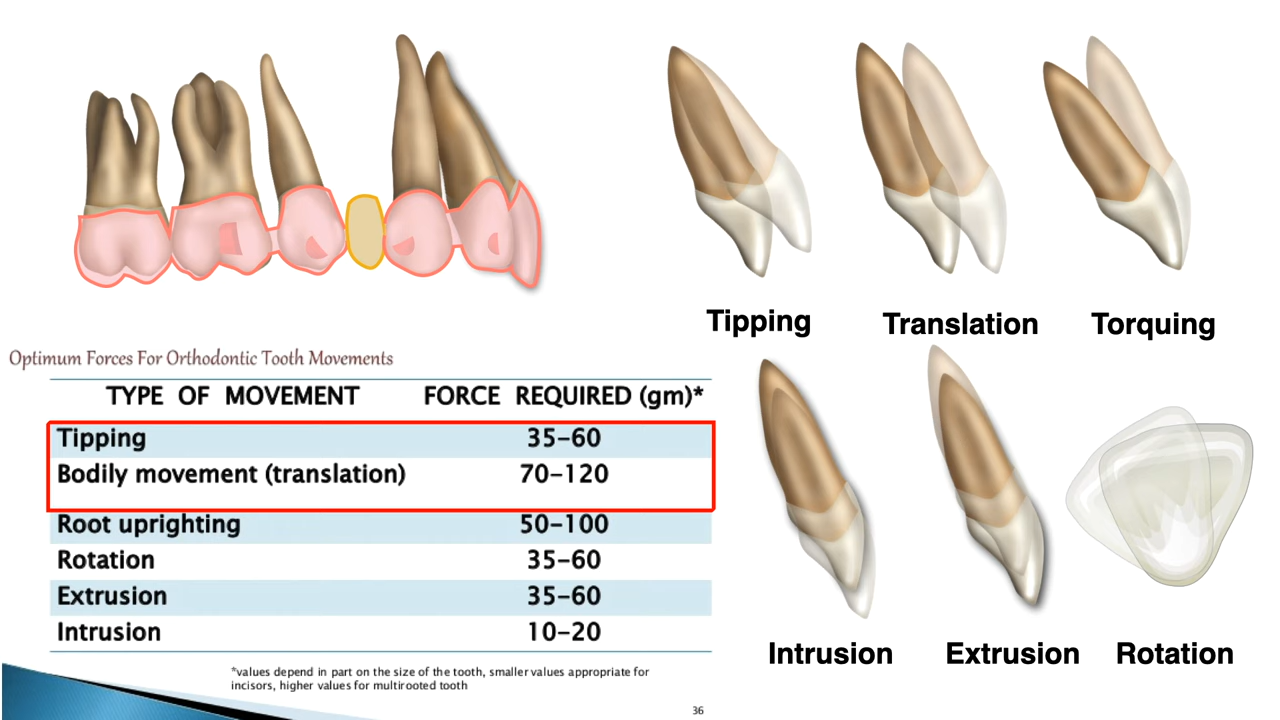 Tipping
Translation
Torquing
Optimum Forces For Orthodontic Tooth Movements
TYPE OF MOVEMENT FORCE REQUIRED (gm)*
Tipping 35-60
Bodily movement (translation) 70-120
Root uprighting 50-100
Rotation 35-60
Extrusion 35-60
Intrusion 10-20
*values depend in part on the size of the tooth, smaller values appropriate for
incisors, higher values for multirooted tooth
36
Intrusion
Extrusion
Rotation